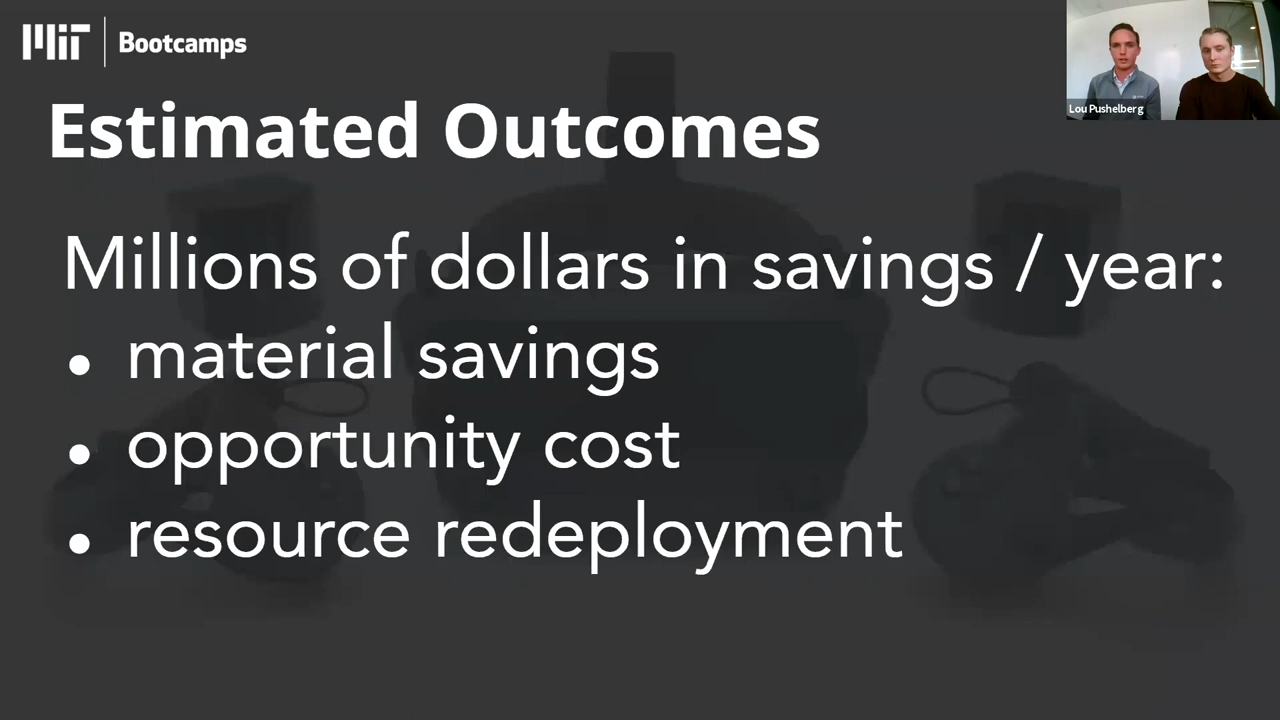 MIT Bootcamps
Lou Pushelberg
Estimated Outcomes
Millions of dollars in savings / year:
• material savings
• opportunity cost
• resource redeployment